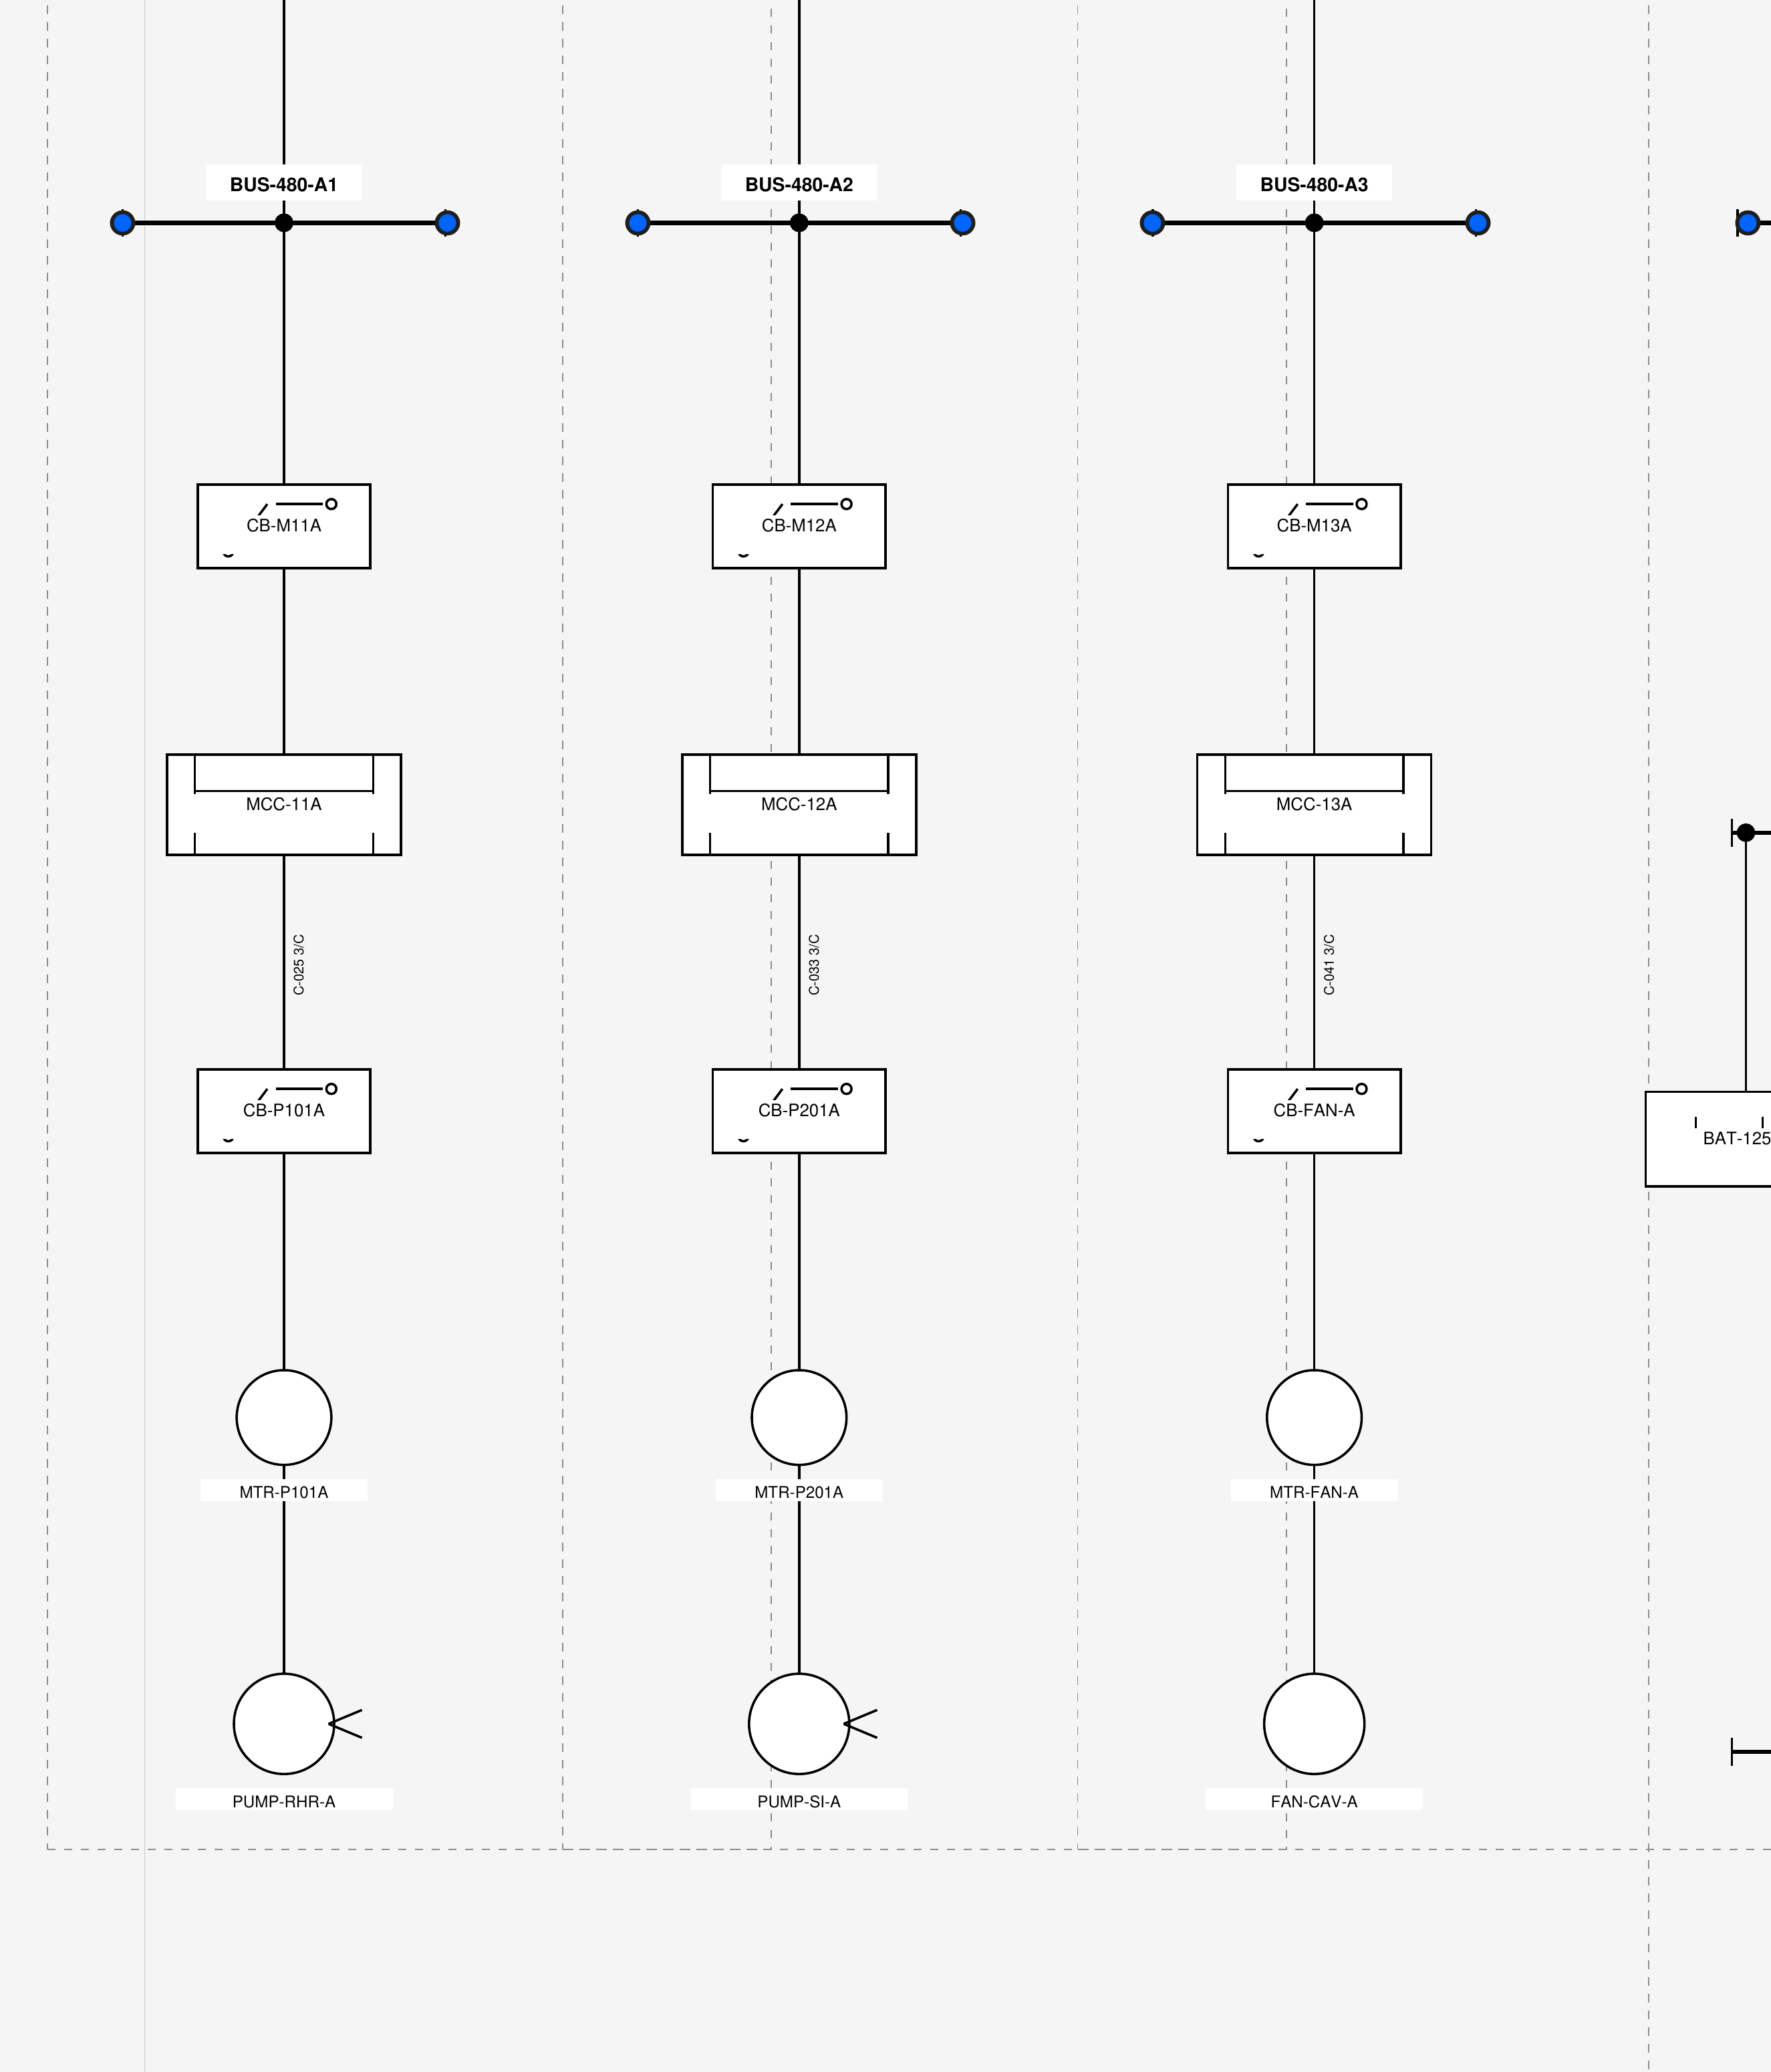 BUS-480-A1
BUS-480-A2
BUS-480-A3
CB-M11A
CB-M12A
CB-M13A
MCC-11A
MCC-12A
MCC-13A
C-025 3/C
C-033 3/C
C-041 3/C
CB-P101A
CB-P201A
CB-FAN-A
BAT-125
MTR-P101A
MTR-P201A
MTR-FAN-A
PUMP-RHR-A
PUMP-SI-A
FAN-CAV-A